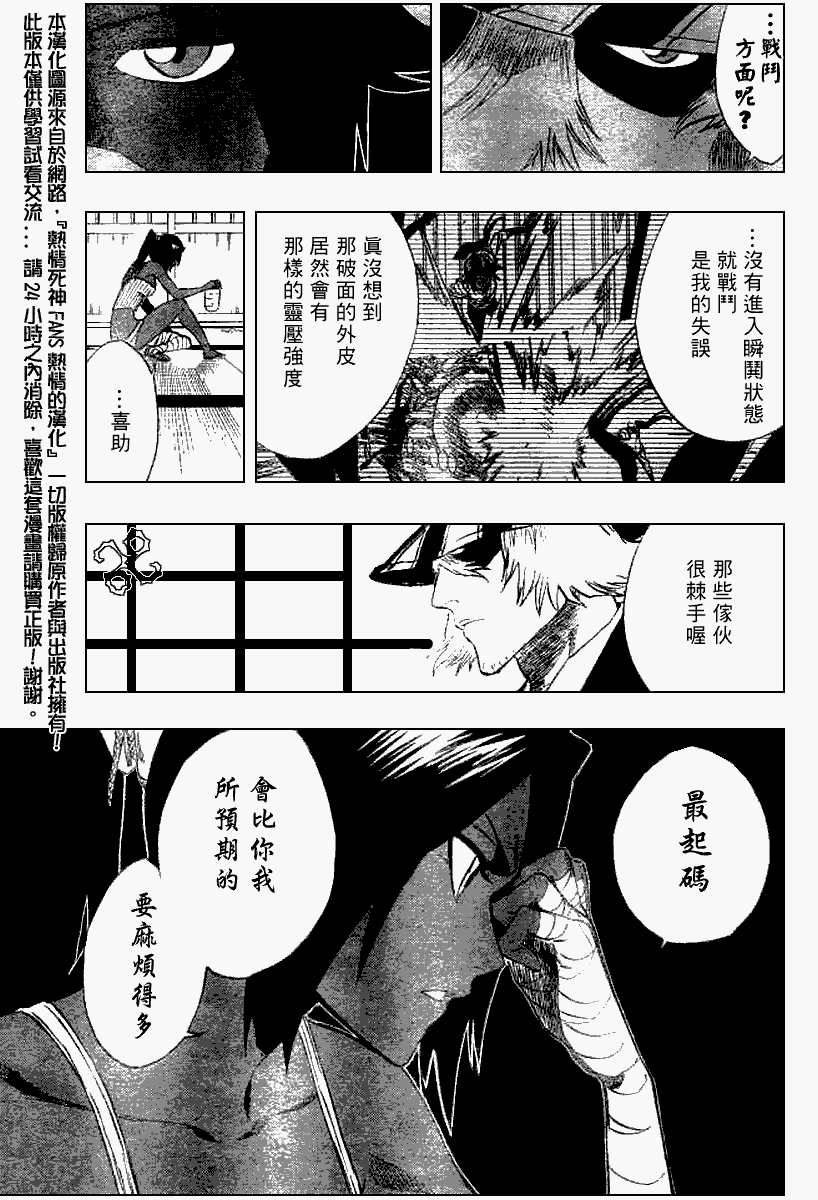 …戰鬥
方面呢？
…沒有進入瞬鬨狀態
就戰鬥
是我的失誤
真沒想到
那破面的外皮
居然會有
那樣的靈壓強度
…喜助
那些傢伙
很棘手喔
最起碼
會比你我
所預期的
要麻煩得多
本漢化圖源來自於網路，『熱情死神FANS熱情的漢化』一切版權歸原作者與出版社擁有！
此版本僅供學習試看交流… 請24小時之內消除，喜歡這套漫畫請購買正版！謝謝。